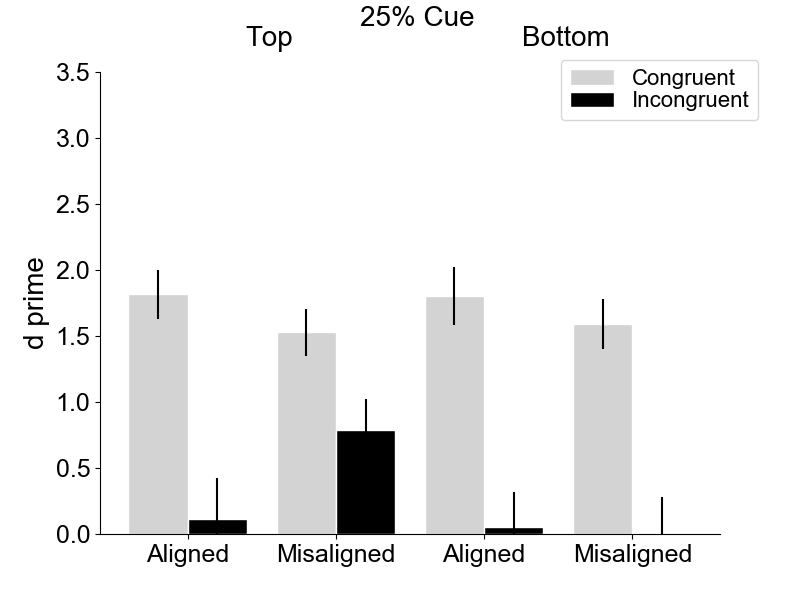 25% Cue
Top Bottom
Congruent
Incongruent
3.5
3.0
2.5
2.0
1.5
1.0
0.5
0.0
d prime
Aligned Misaligned Aligned Misaligned